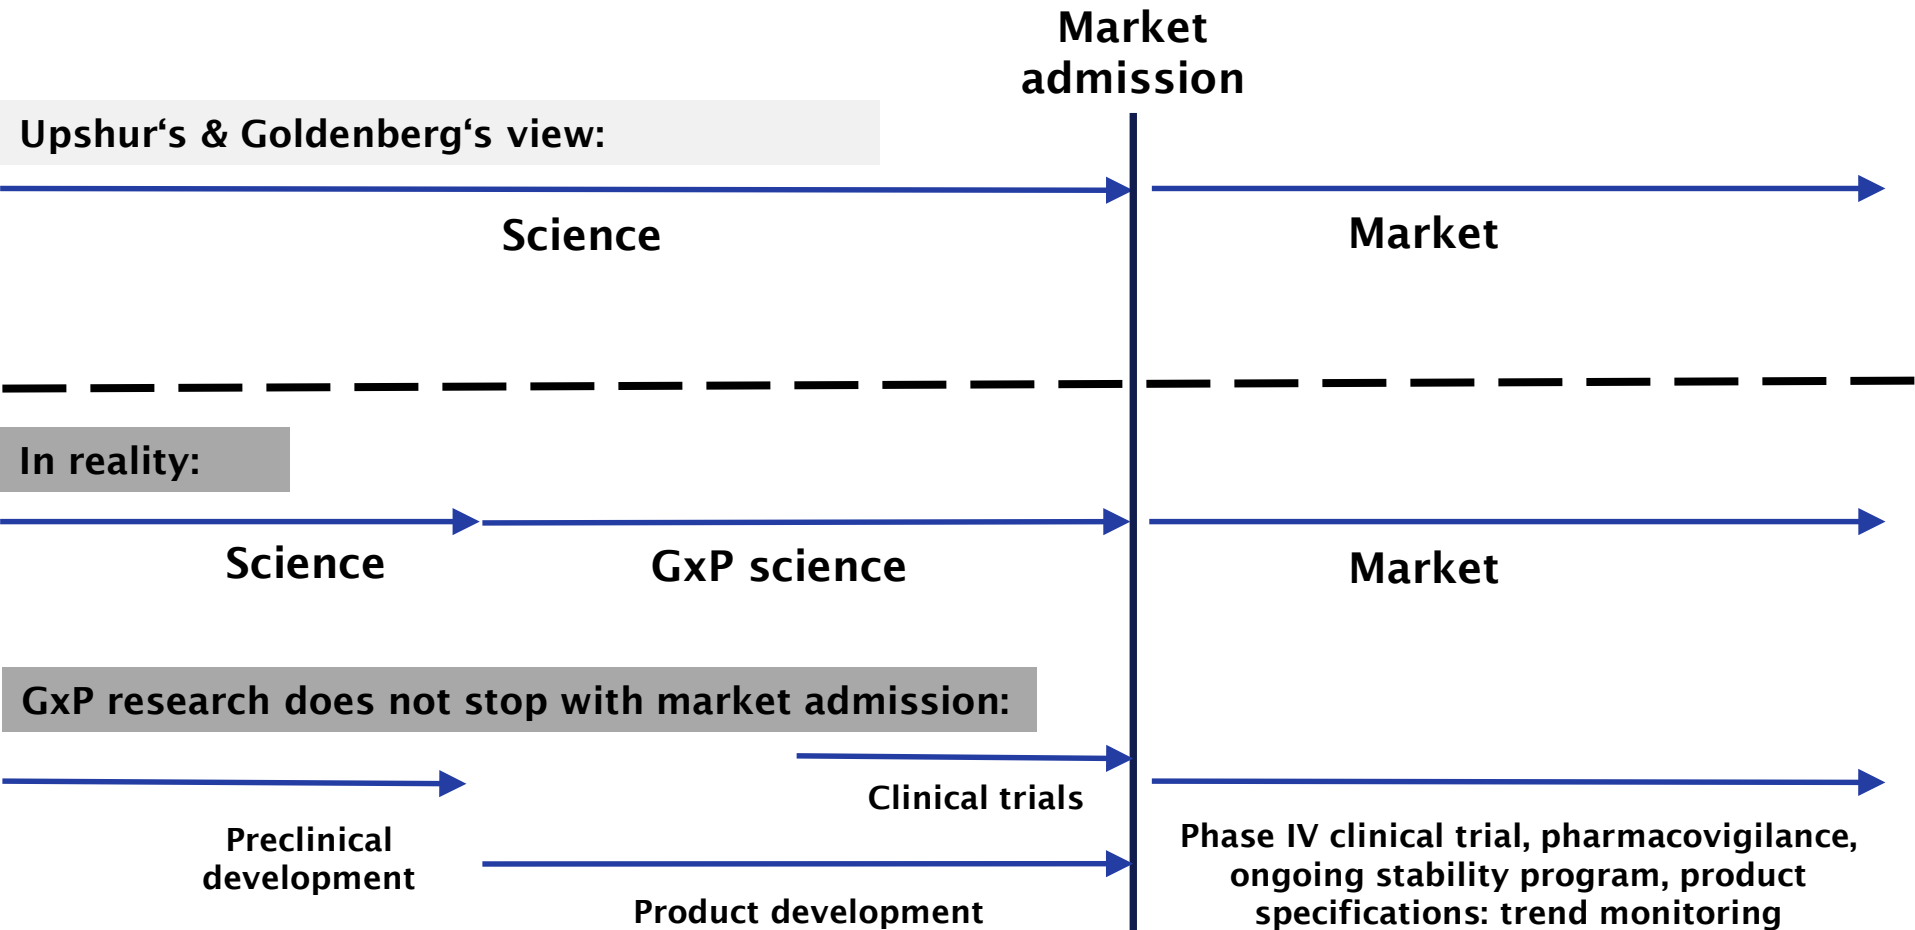 Market
admission
Upshur‘s & Goldenberg‘s view:
Science
Market
In reality:
Science
GxP science
Market
GxP research does not stop with market admission:
Clinical trials
Preclinical
development
Product development
Phase IV clinical trial, pharmacovigilance,
ongoing stability program, product
specifications: trend monitoring